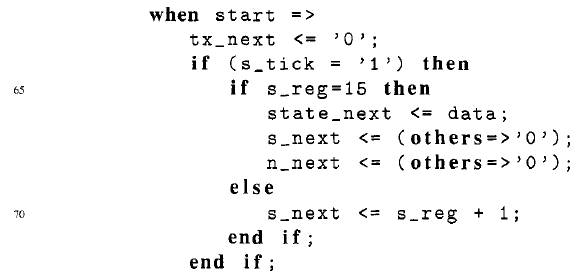 when start =>
tx_next <= '0';
if (s_tick = '1') then
65 if s_reg=15 then
state_next <= data;
s_next <= (others=>'0');
n_next <= (others=>'0');
else
70 s_next <= s_reg + 1;
end if;
end if;